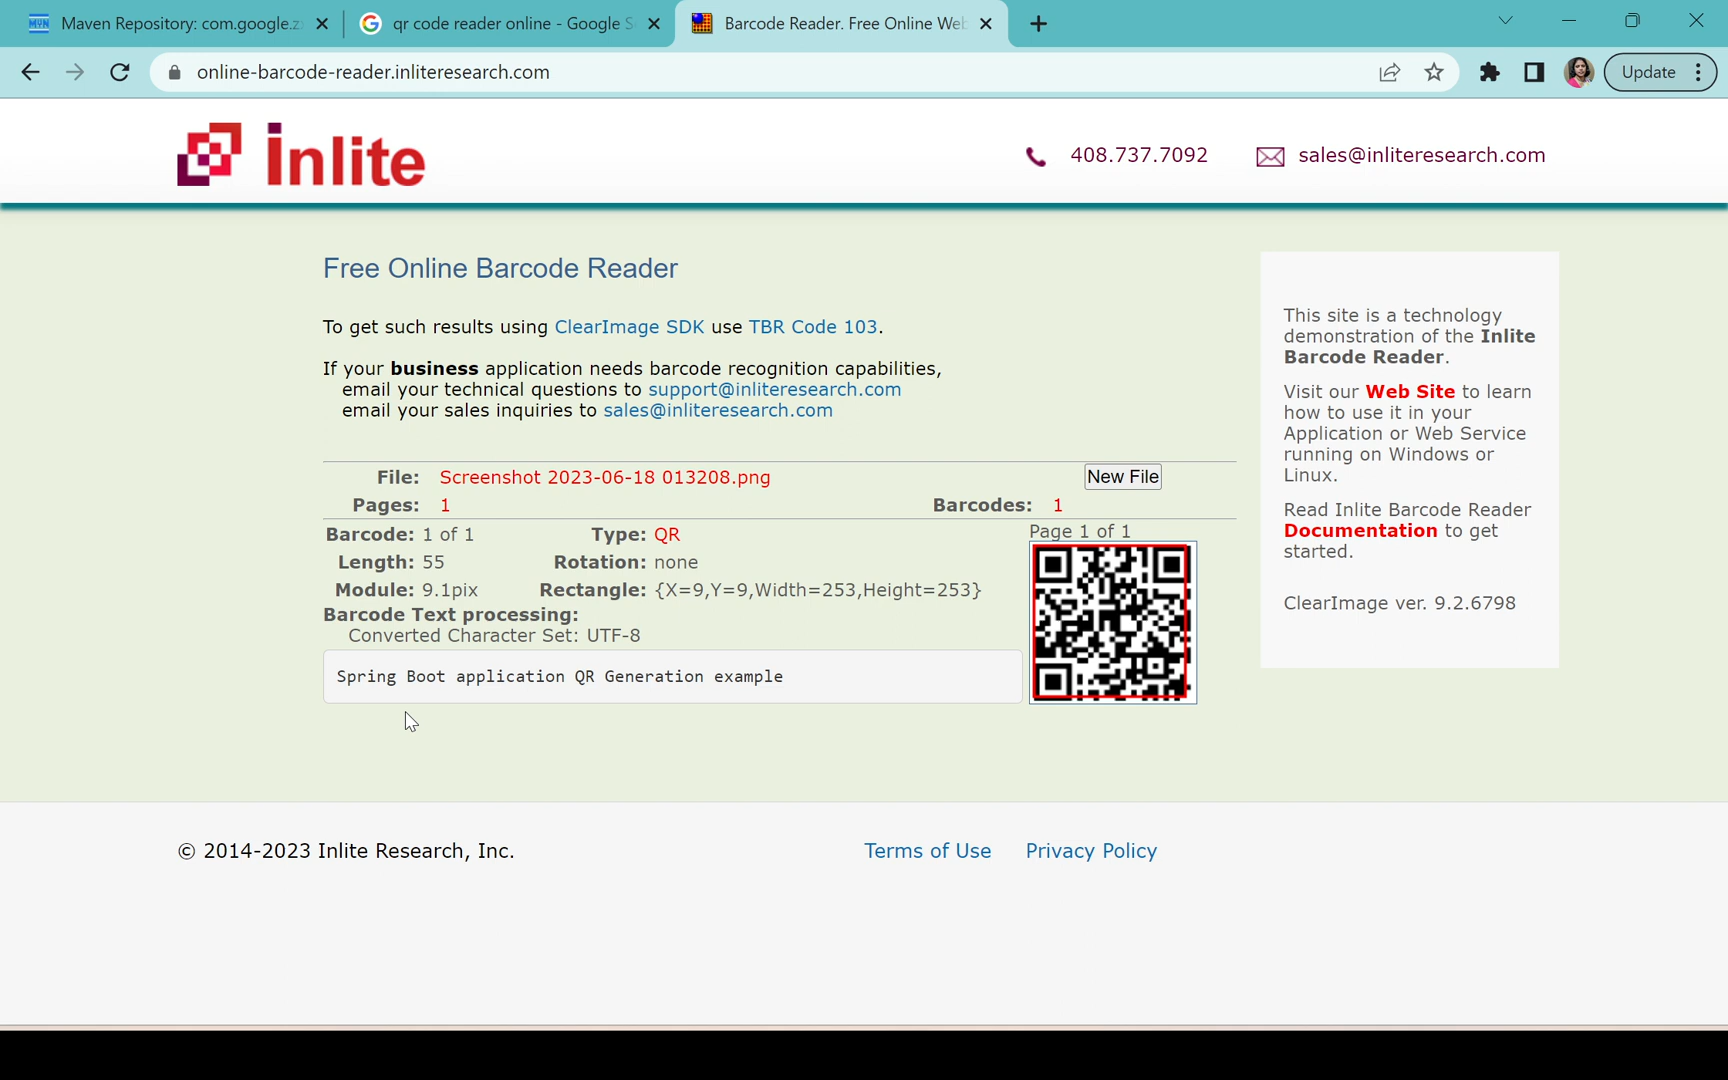 Maven Repository: com.google.z
qr code reader online - Google S
Barcode Reader. Free Online Web
online-barcode-reader.inliteresearch.com
Update
inlite
408.737.7092
sales@inliteresearch.com
Free Online Barcode Reader
To get such results using ClearImage SDK use TBR Code 103.
If your business application needs barcode recognition capabilities,
email your technical questions to support@inliteresearch.com
email your sales inquiries to sales@inliteresearch.com
File: Screenshot 2023-06-18 013208.png New File
Pages: 1 Barcodes: 1
Barcode: 1 of 1 Type: QR Page 1 of 1
Length: 55 Rotation: none
Module: 9.1pix Rectangle: {X=9,Y=9,Width=253,Height=253}
Barcode Text processing:
Converted Character Set: UTF-8
Spring Boot application QR Generation example
This site is a technology
demonstration of the Inlite
Barcode Reader.
Visit our Web Site to learn
how to use it in your
Application or Web Service
running on Windows or
Linux.
Read Inlite Barcode Reader
Documentation to get
started.
ClearImage ver. 9.2.6798
© 2014-2023 Inlite Research, Inc.
Terms of Use
Privacy Policy